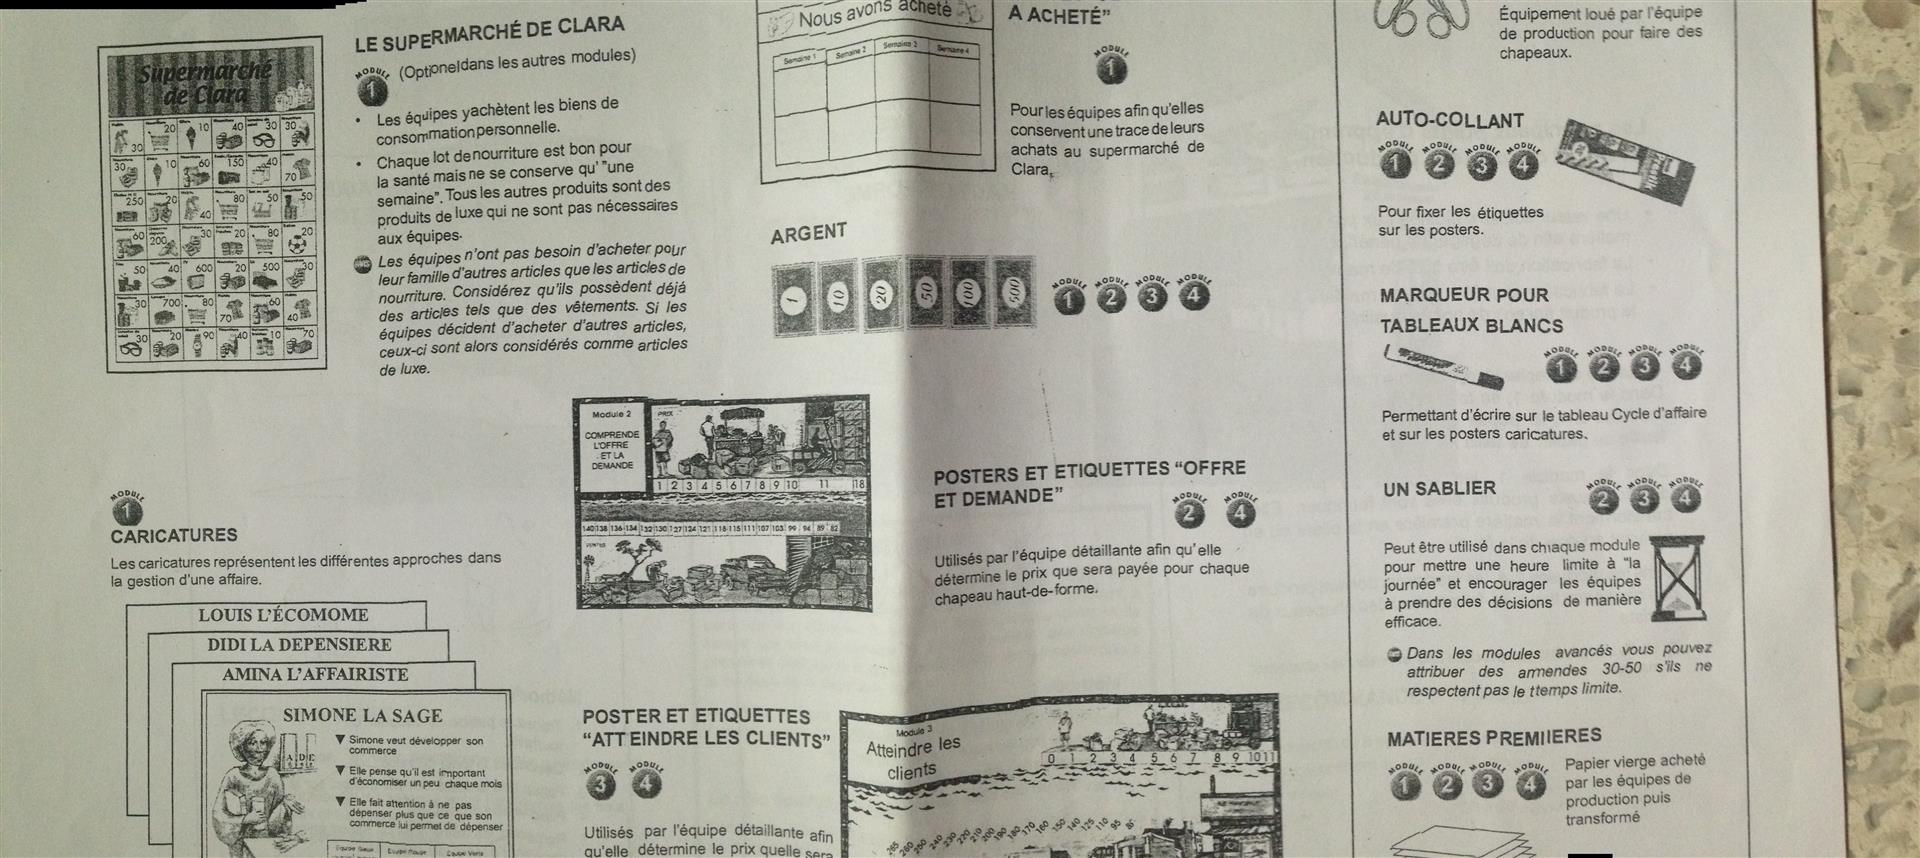 Supermarché
de Clara
LE SUPERMARCHÉ DE CLARA
MODULE 1 (Optionel dans les autres modules)
• Les équipes y achètent les biens de
consommation personnelle.
• Chaque lot de nourriture est bon pour
la santé mais ne se conserve qu' "une
semaine". Tous les autres produits sont des
produits de luxe qui ne sont pas nécessaires
aux équipes.
Les équipes n'ont pas besoin d'acheter pour
leur famille d'autres articles que les articles de
nourriture. Considérez qu'ils possèdent déjà
des articles tels que des vêtements. Si les
équipes décident d'acheter d'autres articles,
ceux-ci sont alors considérés comme articles
de luxe.
MODULE 1
CARICATURES
Les caricatures représentent les différentes approches dans
la gestion d'une affaire.
LOUIS L'ÉCOMOME
DIDI LA DEPENSIERE
AMINA L'AFFAIRISTE
SIMONE LA SAGE
▼ Simone veut développer son
commerce
▼ Elle pense qu'il est important
d'économiser un peu chaque mois
▼ Elle fait attention à ne pas
dépenser plus que ce que son
commerce lui permet de dépenser
Nous avons acheté
Semaine 1 Semaine 2 Semaine 3 Semaine 4
A ACHETÉ"
MODULE 1
Pour les équipes afin qu'elles
conservent une trace de leurs
achats au supermarché de
Clara,
ARGENT
1 10 20 50 100 500
MODULE 1 MODULE 2 MODULE 3 MODULE 4
Module 2
COMPRENDE
L'OFFRE
ET LA
DEMANDE
PRIX
1 2 3 4 5 6 7 8 9 10 11 18
140 138 136 134 132 130 127 124 121 118 115 111 107 103 99 94 89 82
VENTES
POSTERS ET ETIQUETTES "OFFRE
ET DEMANDE"
MODULE 2 MODULE 4
Utilisés par l'équipe détaillante afin qu'elle
détermine le prix que sera payée pour chaque
chapeau haut-de-forme.
POSTER ET ETIQUETTES
"ATTEINDRE LES CLIENTS"
MODULE 3 MODULE 4
Utilisés par l'équipe détaillante afin
qu'elle détermine le prix quelle sera
Module 3
Atteindre les
clients
0 1 2 3 4 5 6 7 8 9 10 11
Équipement loué par l'équipe
de production pour faire des
chapeaux.
AUTO-COLLANT
MODULE 1 MODULE 2 MODULE 3 MODULE 4
Pour fixer les étiquettes
sur les posters.
MARQUEUR POUR
TABLEAUX BLANCS
MODULE 1 MODULE 2 MODULE 3 MODULE 4
Permettant d'écrire sur le tableau Cycle d'affaire
et sur les posters caricatures.
UN SABLIER
MODULE 2 MODULE 3 MODULE 4
Peut être utilisé dans chaque module
pour mettre une heure limite à "la
journée" et encourager les équipes
à prendre des décisions de manière
efficace.
Dans les modules avancés vous pouvez
attribuer des armendes 30-50 s'ils ne
respectent pas le ttemps limite.
MATIERES PREMIIERES
MODULE 1 MODULE 2 MODULE 3 MODULE 4
Papier vierge acheté
par les équipes de
production puis
transformé